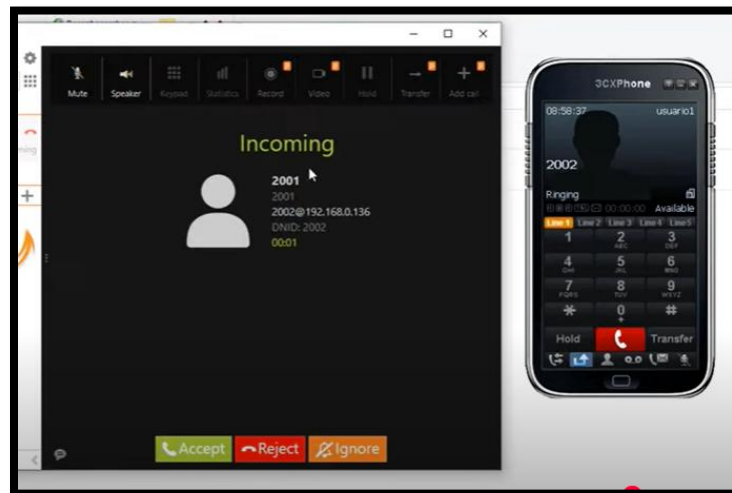 Mute Speaker Keypad Statistics Record Video Hold Transfer Add call
Incoming
2001
2001
2002@192.168.0.136
DNID: 2002
00:01
Accept Reject Ignore
3CXPhone
08:58:37 usuario1
2002
Ringing
00:00:00 Available
Line 1 Line 2 Line 3 Line 4 Line 5
1 2 3
ABC DEF
4 5 6
GHI JKL MNO
7 8 9
PQRS TUV WXYZ
* 0 #
+
Hold Transfer